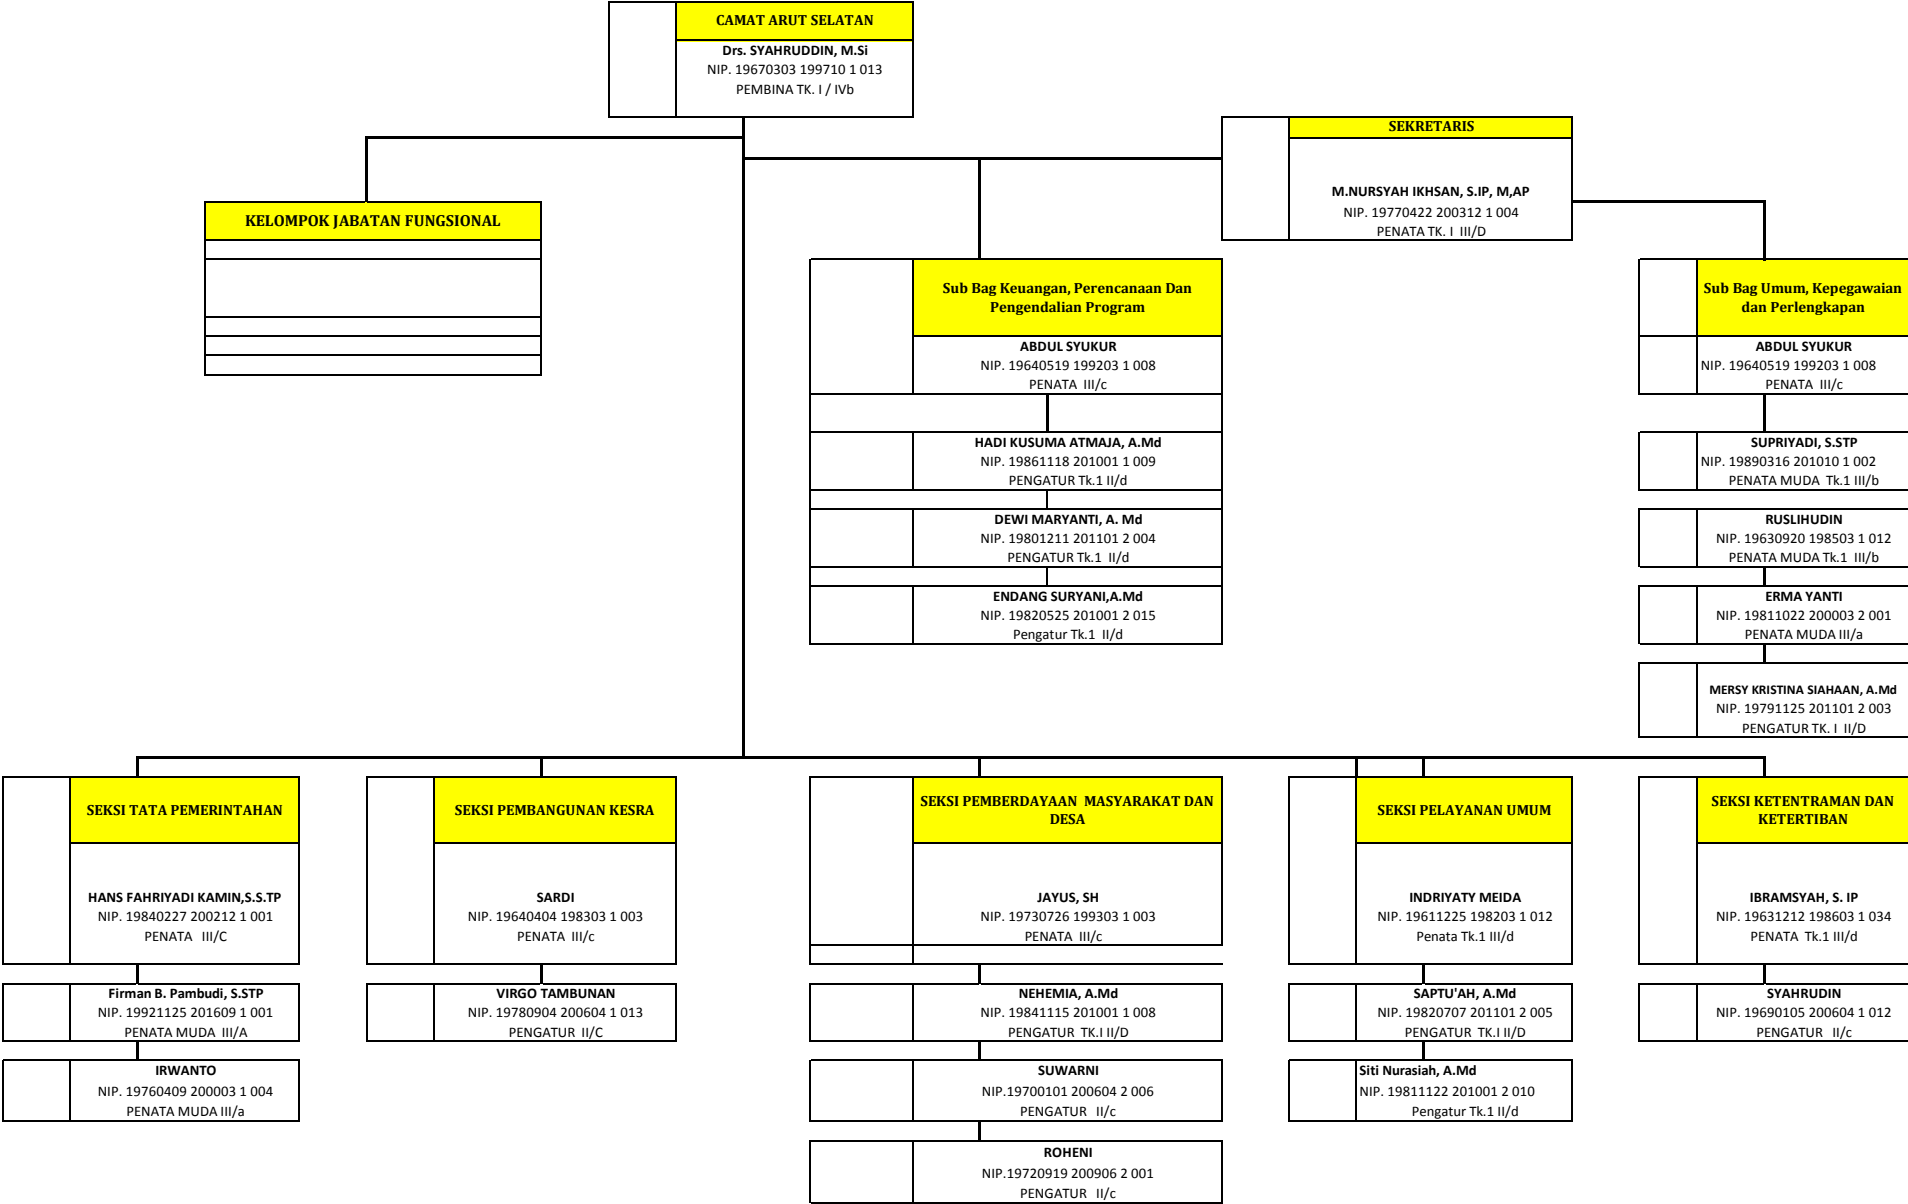 CAMAT ARUT SELATAN
Drs. SYAHRUDDIN, M.Si
NIP. 19670303 199710 1 013
PEMBINA TK. I / IVb
SEKRETARIS
M.NURSYAH IKHSAN, S.IP, M,AP
NIP. 19770422 200312 1 004
PENATA TK. I III/D
KELOMPOK JABATAN FUNGSIONAL
Sub Bag Keuangan, Perencanaan Dan
Pengendalian Program
ABDUL SYUKUR
NIP. 19640519 199203 1 008
PENATA III/c
HADI KUSUMA ATMAJA, A.Md
NIP. 19861118 201001 1 009
PENGATUR Tk.1 II/d
DEWI MARYANTI, A. Md
NIP. 19801211 201101 2 004
PENGATUR Tk.1 II/d
ENDANG SURYANI,A.Md
NIP. 19820525 201001 2 015
Pengatur Tk.1 II/d
Sub Bag Umum, Kepegawaian
dan Perlengkapan
ABDUL SYUKUR
NIP. 19640519 199203 1 008
PENATA III/c
SUPRIYADI, S.STP
NIP. 19890316 201010 1 002
PENATA MUDA Tk.1 III/b
RUSLIHUDIN
NIP. 19630920 198503 1 012
PENATA MUDA Tk.1 III/b
ERMA YANTI
NIP. 19811022 200003 2 001
PENATA MUDA III/a
MERSY KRISTINA SIAHAAN, A.Md
NIP. 19791125 201101 2 003
PENGATUR TK. I II/D
SEKSI TATA PEMERINTAHAN
HANS FAHRIYADI KAMIN,S.S.TP
NIP. 19840227 200212 1 001
PENATA III/C
Firman B. Pambudi, S.STP
NIP. 19921125 201609 1 001
PENATA MUDA III/A
IRWANTO
NIP. 19760409 200003 1 004
PENATA MUDA III/a
SEKSI PEMBANGUNAN KESRA
SARDI
NIP. 19640404 198303 1 003
PENATA III/c
VIRGO TAMBUNAN
NIP. 19780904 200604 1 013
PENGATUR II/C
SEKSI PEMBERDAYAAN MASYARAKAT DAN
DESA
JAYUS, SH
NIP. 19730726 199303 1 003
PENATA III/c
NEHEMIA, A.Md
NIP. 19841115 201001 1 008
PENGATUR TK.I II/D
SUWARNI
NIP.19700101 200604 2 006
PENGATUR II/c
ROHENI
NIP.19720919 200906 2 001
PENGATUR II/c
SEKSI PELAYANAN UMUM
INDRIYATY MEIDA
NIP. 19611225 198203 1 012
Penata Tk.1 III/d
SAPTU'AH, A.Md
NIP. 19820707 201101 2 005
PENGATUR TK.I II/D
Siti Nurasiah, A.Md
NIP. 19811122 201001 2 010
Pengatur Tk.1 II/d
SEKSI KETENTRAMAN DAN
KETERTIBAN
IBRAMSYAH, S. IP
NIP. 19631212 198603 1 034
PENATA Tk.1 III/d
SYAHRUDIN
NIP. 19690105 200604 1 012
PENGATUR II/c